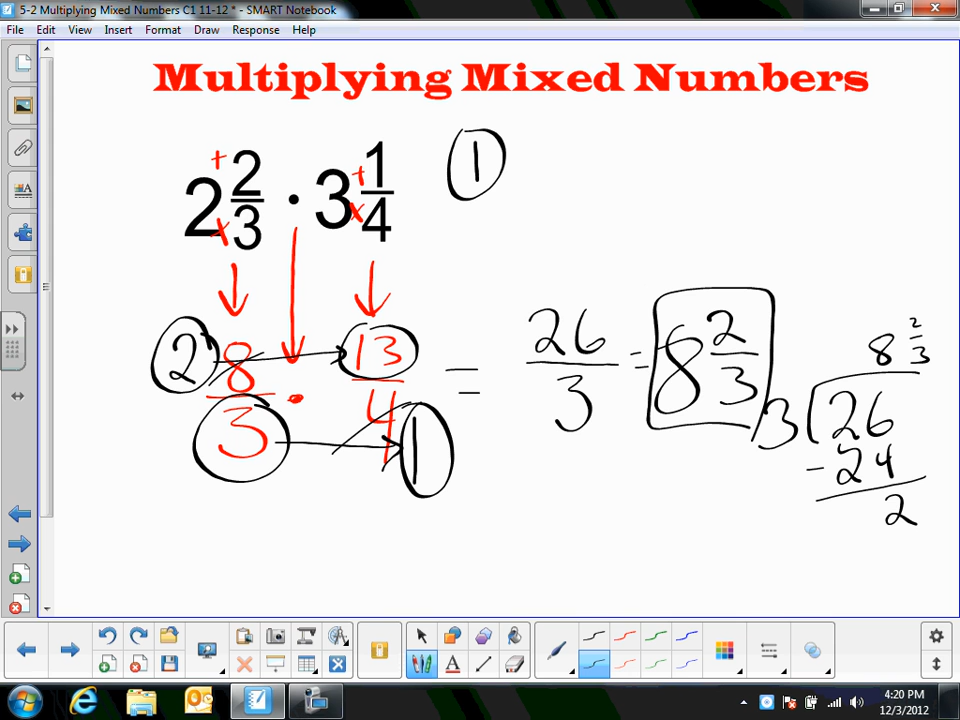 5-2 Multiplying Mixed Numbers C1 11-12 * - SMART Notebook
File Edit View Insert Format Draw Response Help
Multiplying Mixed Numbers
2 2/3 · 3 1/4
+ x + x
1
2 8/3 · 13/4 1 = 26/3 = 8 2/3
8 2/3
3 26
-24
2
4:20 PM
12/3/2012